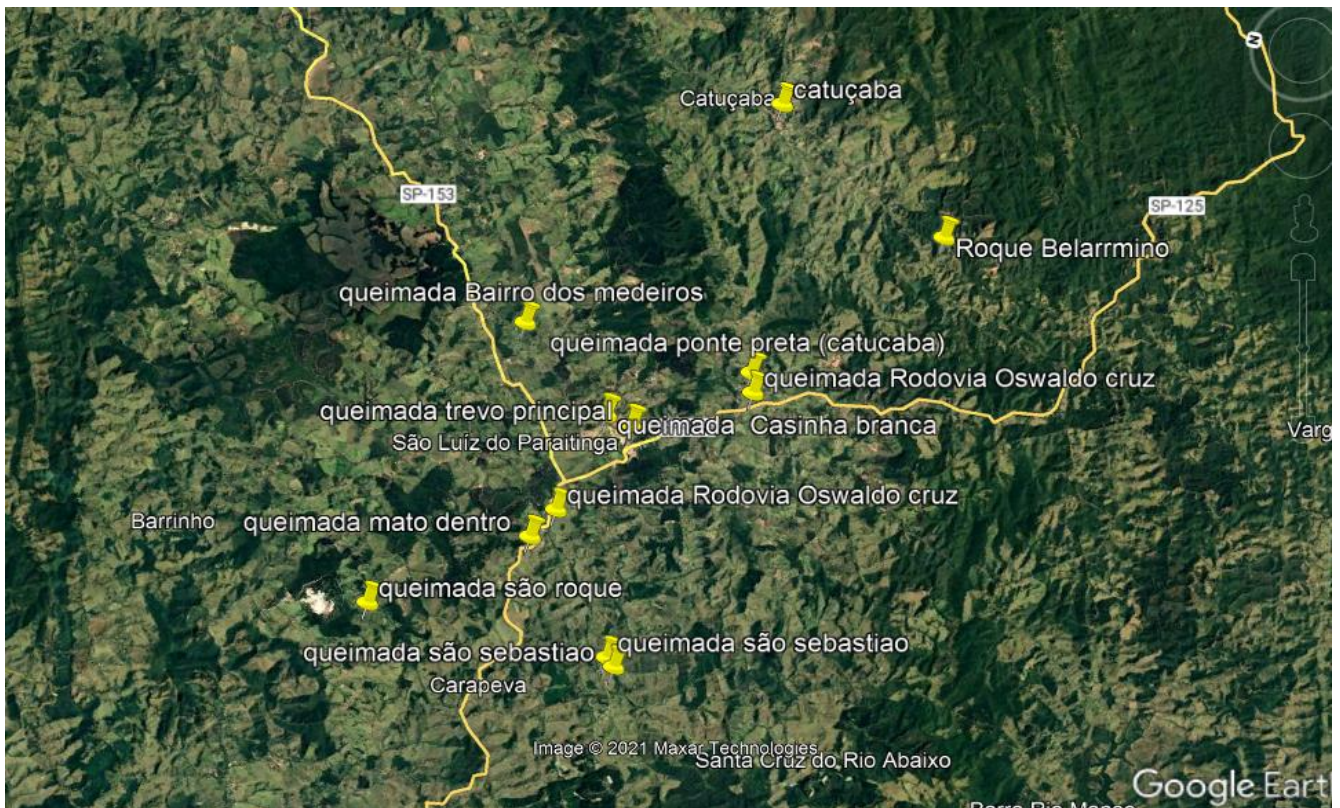 N
Catuçaba
catuçaba
SP-153
SP-125
Roque Belarrmino
queimada Bairro dos medeiros
queimada ponte preta (catucaba)
queimada Rodovia Oswaldo cruz
queimada trevo principal
queimada Casinha branca
Varg
São Luíz do Paraitinga
queimada Rodovia Oswaldo cruz
queimada mato dentro
Barrinho
queimada são roque
queimada são sebastiao
queimada são sebastiao
Carapeva
Image © 2021 Maxar Technologies
Santa Cruz do Rio Abaixo
Google Eart